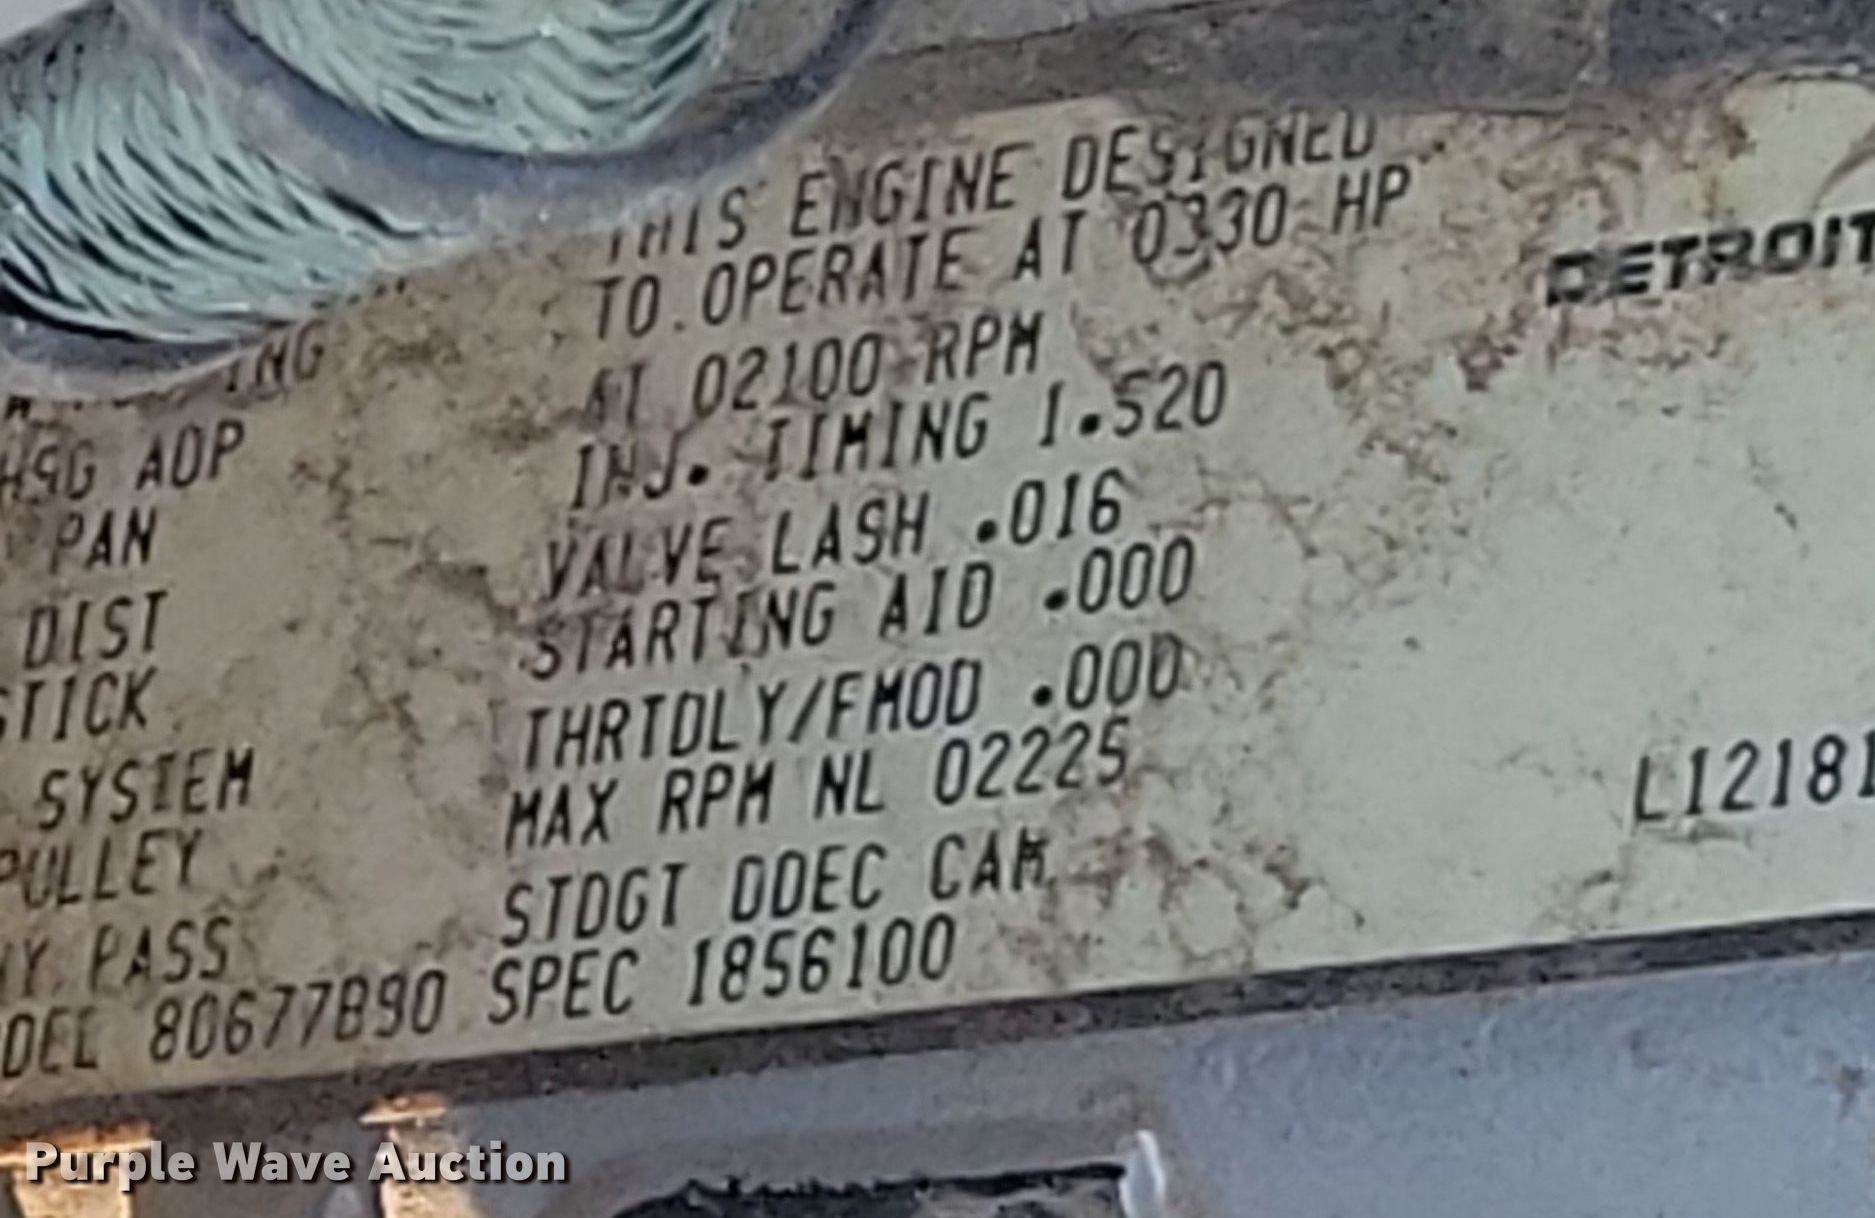 THIS ENGINE DESIGNED
TO OPERATE AT 0330 HP
AT 02100 RPM
INJ. TIMING 1.520
VALVE LASH .016
STARTING AID .000
THRTDLY/FMOD .000
MAX RPM NL 02225
STDGT DDEC CAM
SPEC 1856100
ING
HSG ADP
PAN
DIST
STICK
SYSTEM
PULLEY
PASS
DEL 80677B90
DETROIT
L12181
Purple Wave Auction